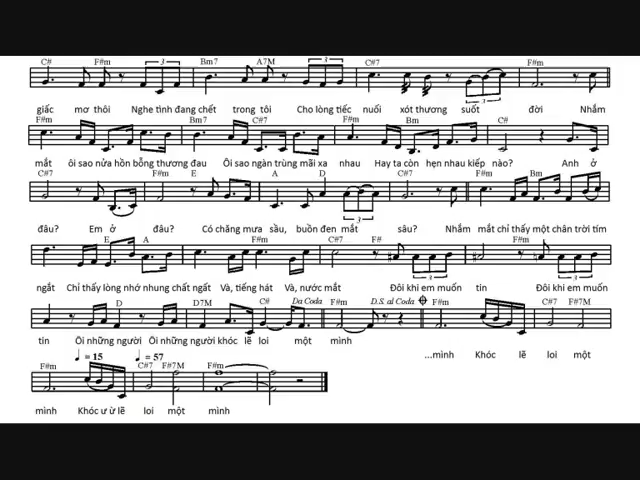 C# F#m 3 Bm7 A7M 3 C#7 3 F#m
giấc mơ thôi Nghe tình đang chết trong tôi Cho lòng tiếc nuối xót thương suốt đời Nhắm
F#m Bm7 C#7 F#m Bm C#
mắt ôi sao nửa hồn bỗng thương đau Ôi sao ngàn trùng mãi xa nhau Hay ta còn hẹn nhau kiếp nào? Anh ở
C#7 F#m E A D 3 C#7 F#m Bm
đâu? Em ở đâu? Có chăng mưa sầu, buồn đen mắt sâu? Nhắm mắt chỉ thấy một chân trời tím
E A F#m C#7 F# C#7 F#m
ngắt Chỉ thấy lòng nhớ nhung chất ngất Và, tiếng hát Và, nước mắt Đôi khi em muốn tin Đôi khi em muốn
D D7M C# Da Coda F#m D.S. al Coda F#m C#7 F#7M
tin Ôi những người Ôi những người khóc lẽ loi một mình
...mình Khóc lẽ loi một
= 15 = 57
F#m C#7 F#7M F#m
mình Khóc ư ừ lẽ loi một mình